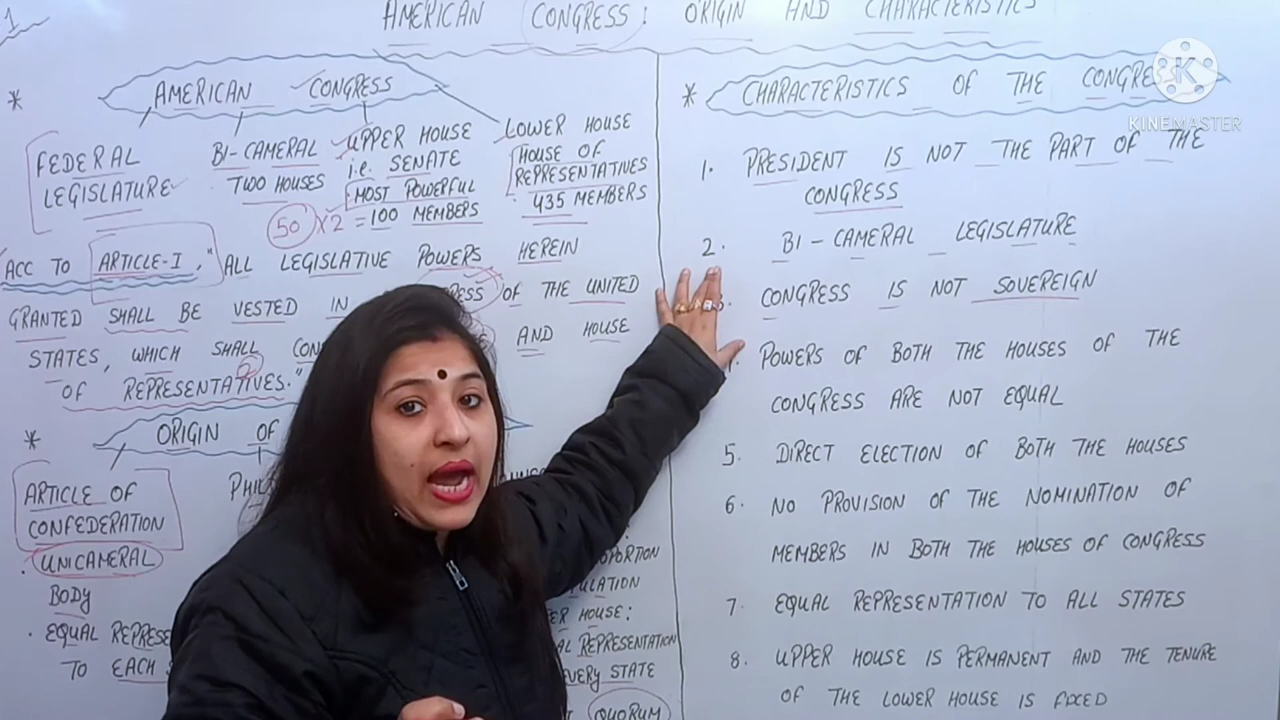 1
AMERICAN CONGRESS: ORIGIN AND CHARACTERISTICS
* AMERICAN CONGRESS
FEDERAL
LEGISLATURE
BI-CAMERAL
TWO HOUSES
UPPER HOUSE
i.e. SENATE
MOST POWERFUL
50 X 2 = 100 MEMBERS
LOWER HOUSE
HOUSE OF
REPRESENTATIVES
435 MEMBERS
ACC TO ARTICLE-I, "ALL LEGISLATIVE POWERS HEREIN
GRANTED SHALL BE VESTED IN OF THE UNITED
STATES, WHICH SHALL AND HOUSE
OF REPRESENTATIVES."
* ORIGIN OF
ARTICLE OF
CONFEDERATION
UNICAMERAL
BODY
. EQUAL
TO EACH
HOUSE:
REPRESENTATION
STATE
QUORUM
* CHARACTERISTICS OF THE
KINEMASTER
1. PRESIDENT IS NOT THE PART OF THE
CONGRESS
2. BI-CAMERAL LEGISLATURE
CONGRESS IS NOT SOVEREIGN
POWERS OF BOTH THE HOUSES OF THE
CONGRESS ARE NOT EQUAL
5. DIRECT ELECTION OF BOTH THE HOUSES
6. NO PROVISION OF THE NOMINATION OF
MEMBERS IN BOTH THE HOUSES OF CONGRESS
7. EQUAL REPRESENTATION TO ALL STATES
8. UPPER HOUSE IS PERMANENT AND THE TENURE
OF THE LOWER HOUSE IS FIXED